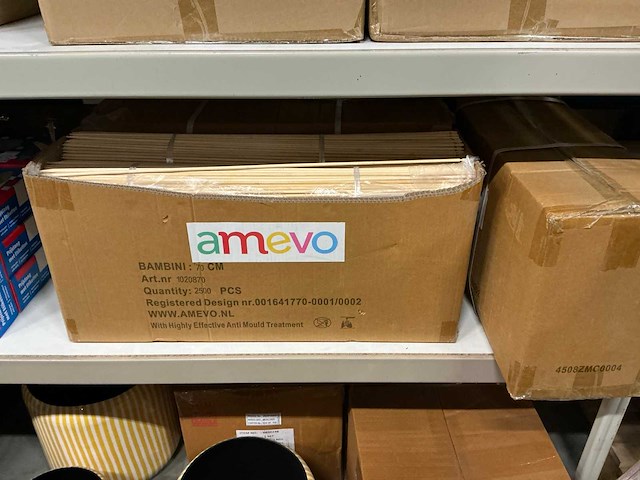 amevo
BAMBINI: 70 CM
Art.nr 1020870
Quantity: 2500 PCS
Registered Design nr.001641770-0001/0002
WWW.AMEVO.NL
With Highly Effective Anti Mould Treatment
4508ZMC0004